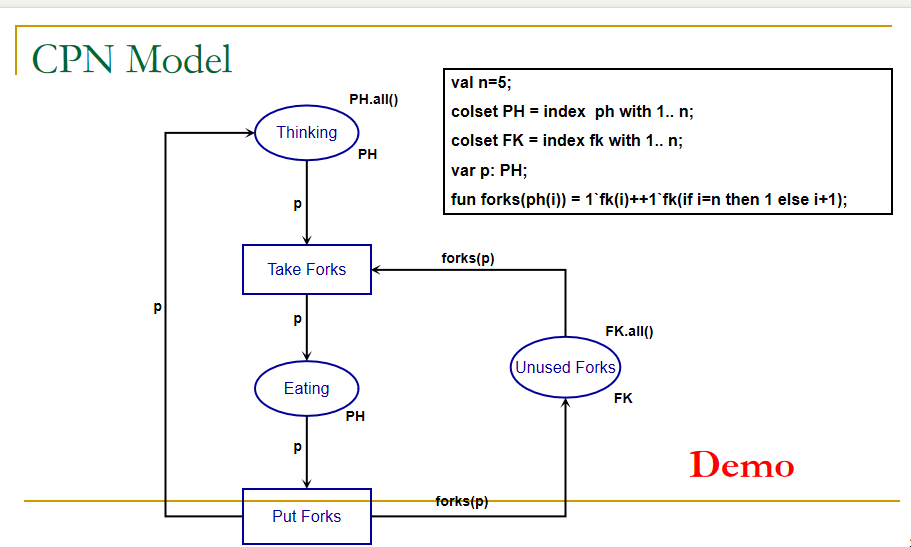 CPN Model
val n=5;
colset PH = index  ph with 1.. n;
colset FK = index fk with 1.. n;
var p: PH;
fun forks(ph(i)) = 1`fk(i)++1`fk(if i=n then 1 else i+1);
PH.all()
Thinking
PH
p
forks(p)
Take Forks
p
p
FK.all()
Unused Forks
FK
Eating
PH
p
Demo
forks(p)
Put Forks